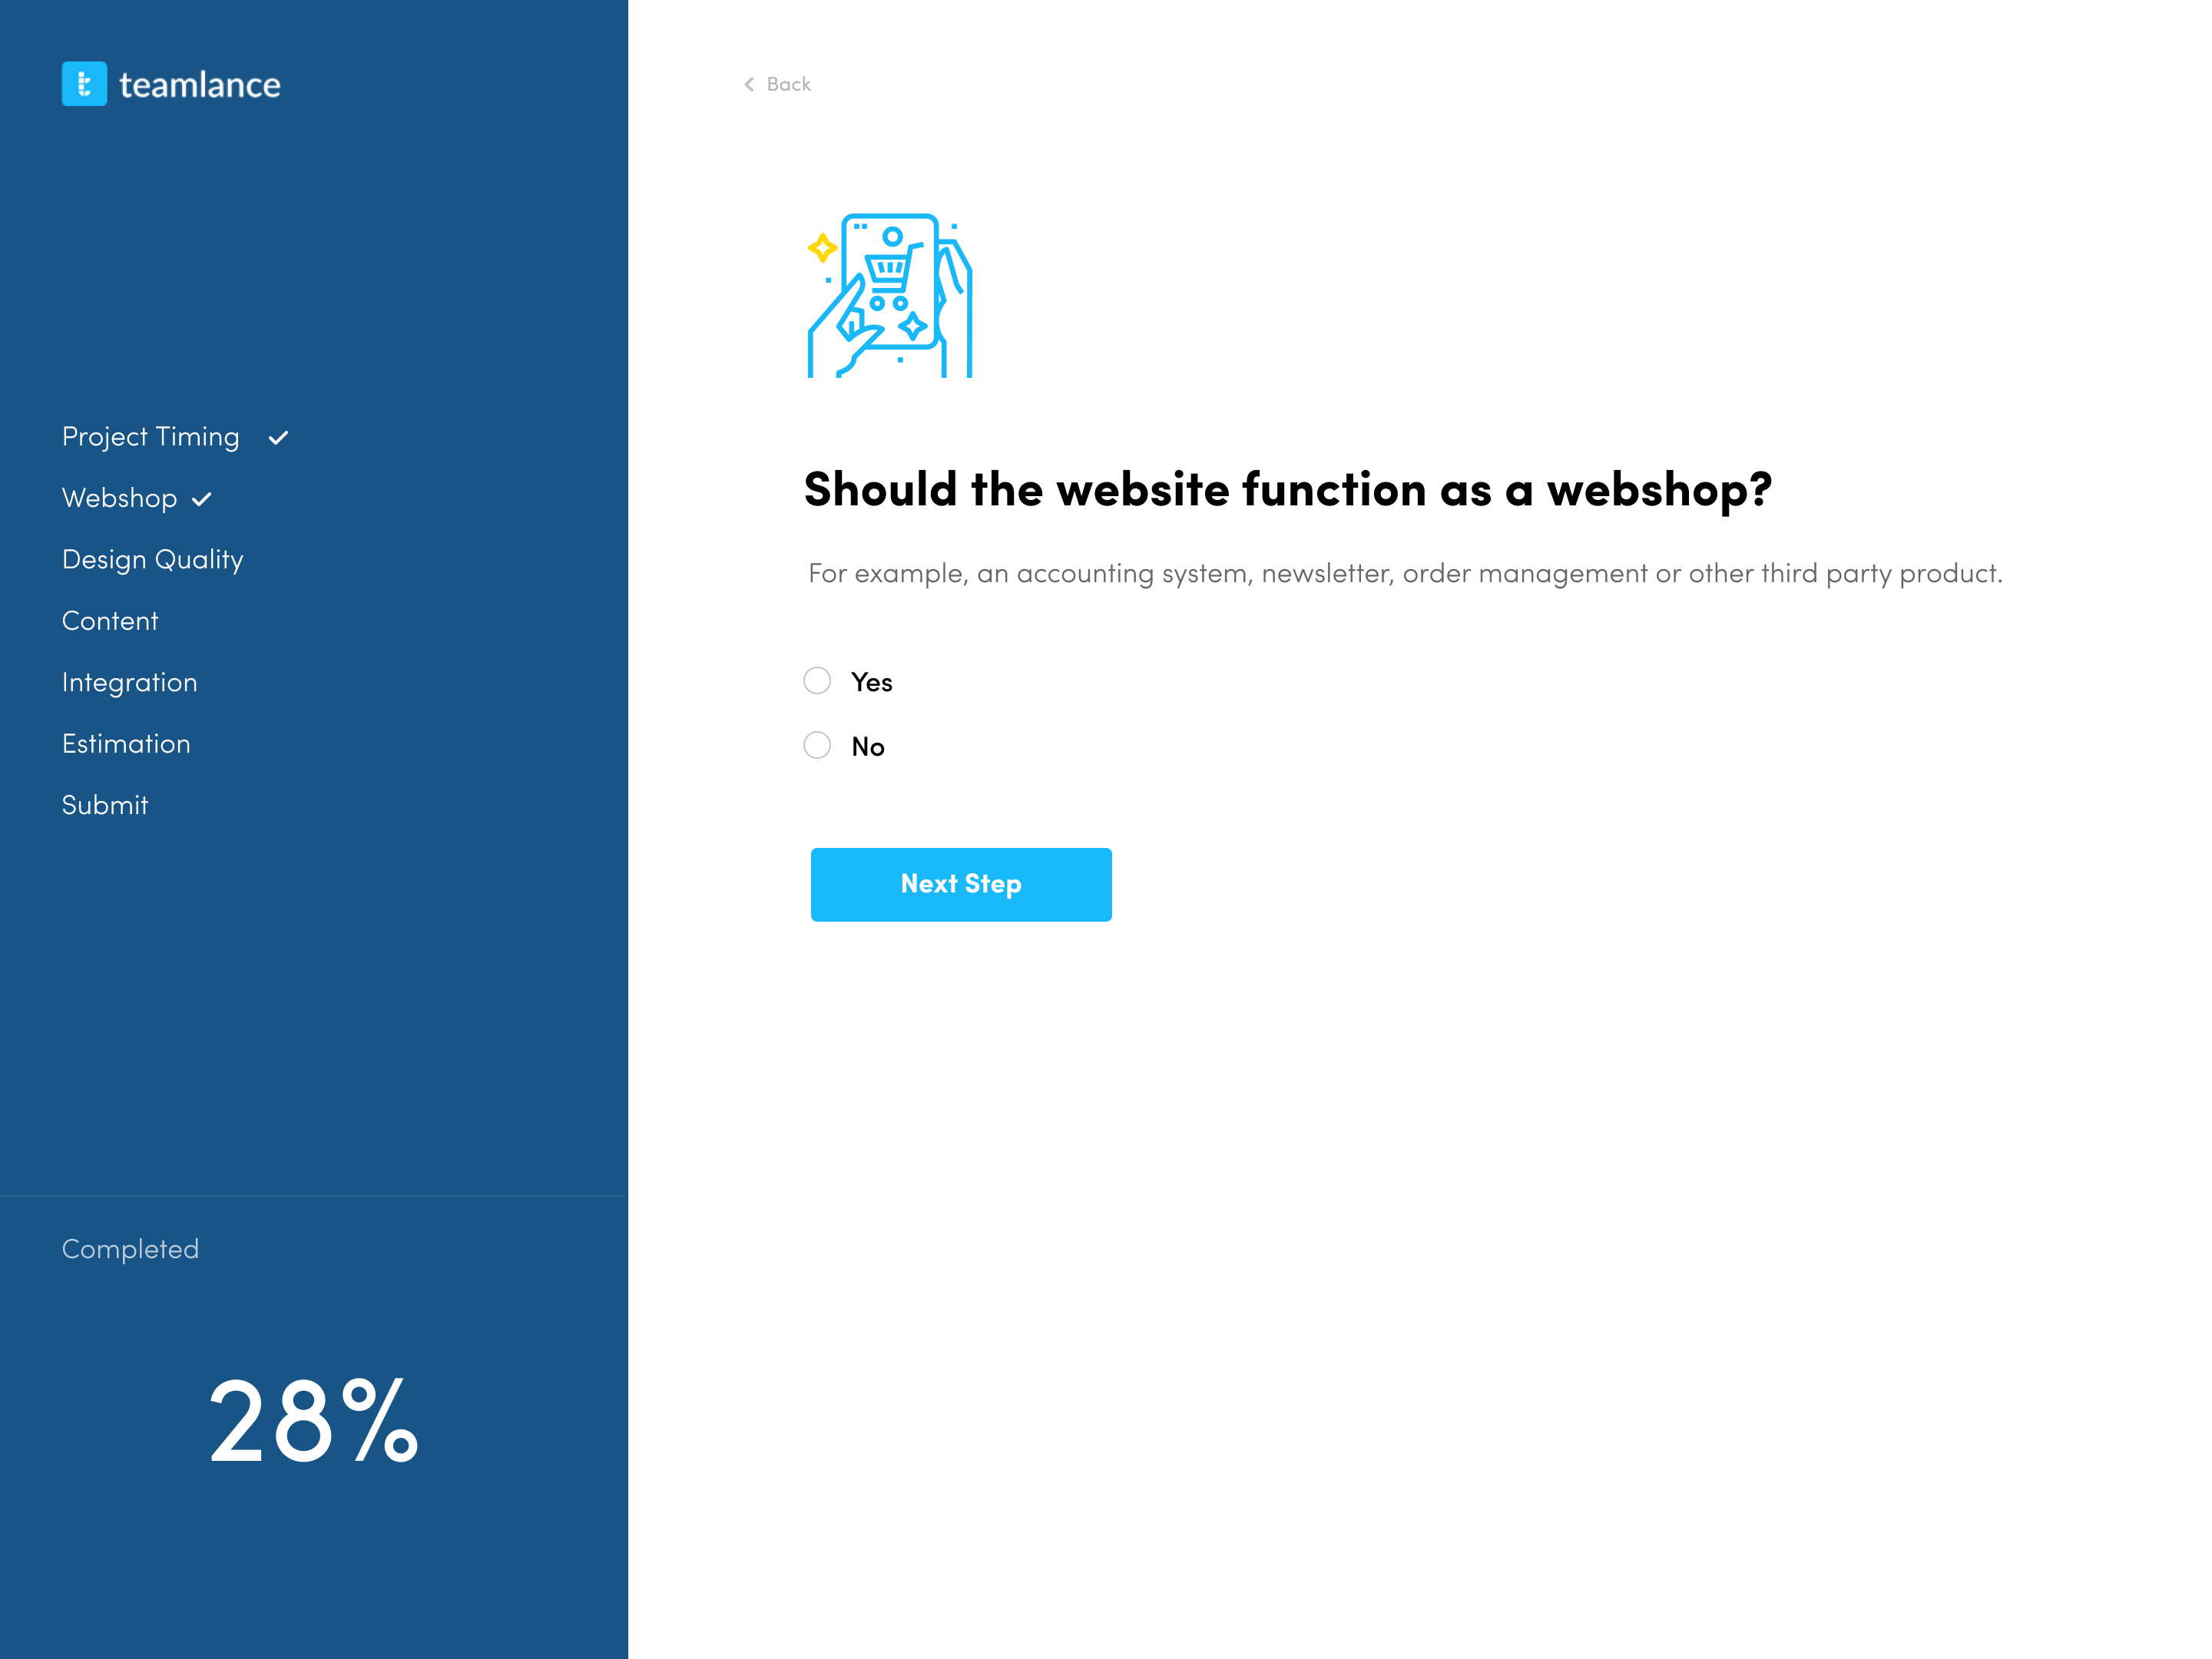 teamlance
Project Timing
Webshop
Design Quality
Content
Integration
Estimation
Submit
Completed
28%
Back
Should the website function as a webshop?
For example, an accounting system, newsletter, order management or other third party product.
Yes
No
Next Step